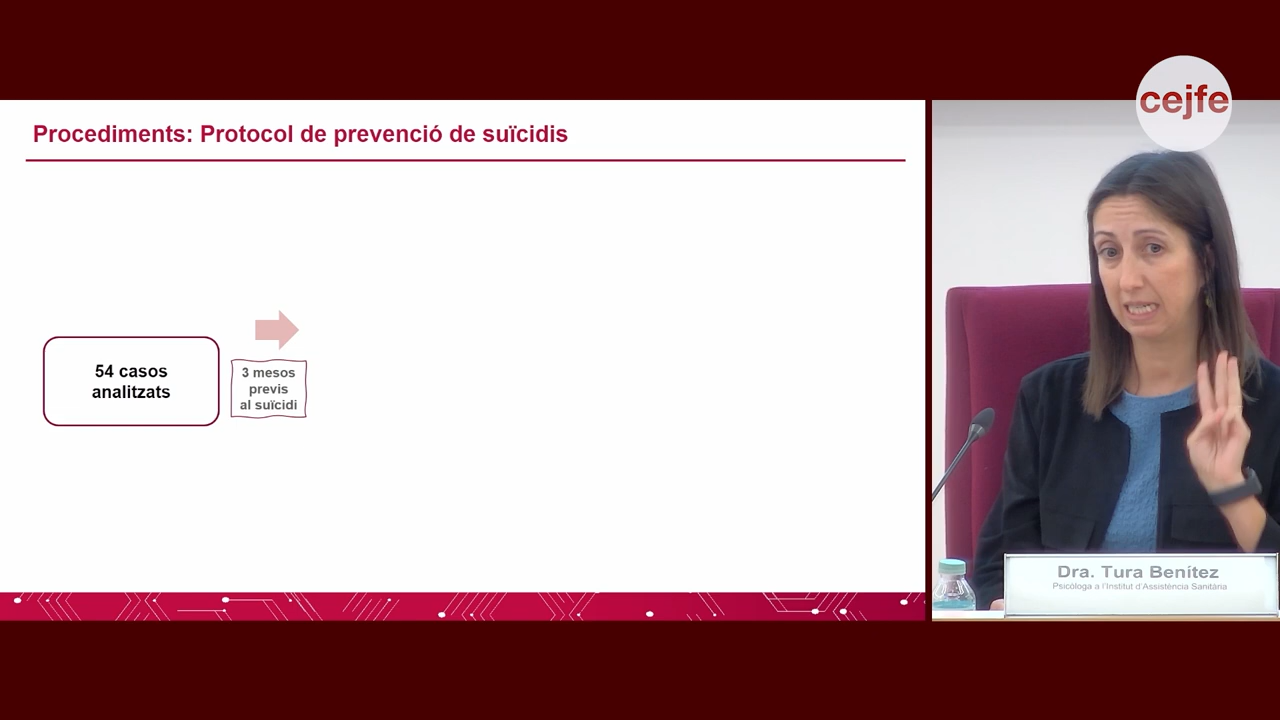 cejfe
Procediments: Protocol de prevenció de suïcidis
54 casos
analitzats
3 mesos
previs
al suïcidi
Dra. Tura Benítez
Psicòloga a l'Institut d'Assistència Sanitària